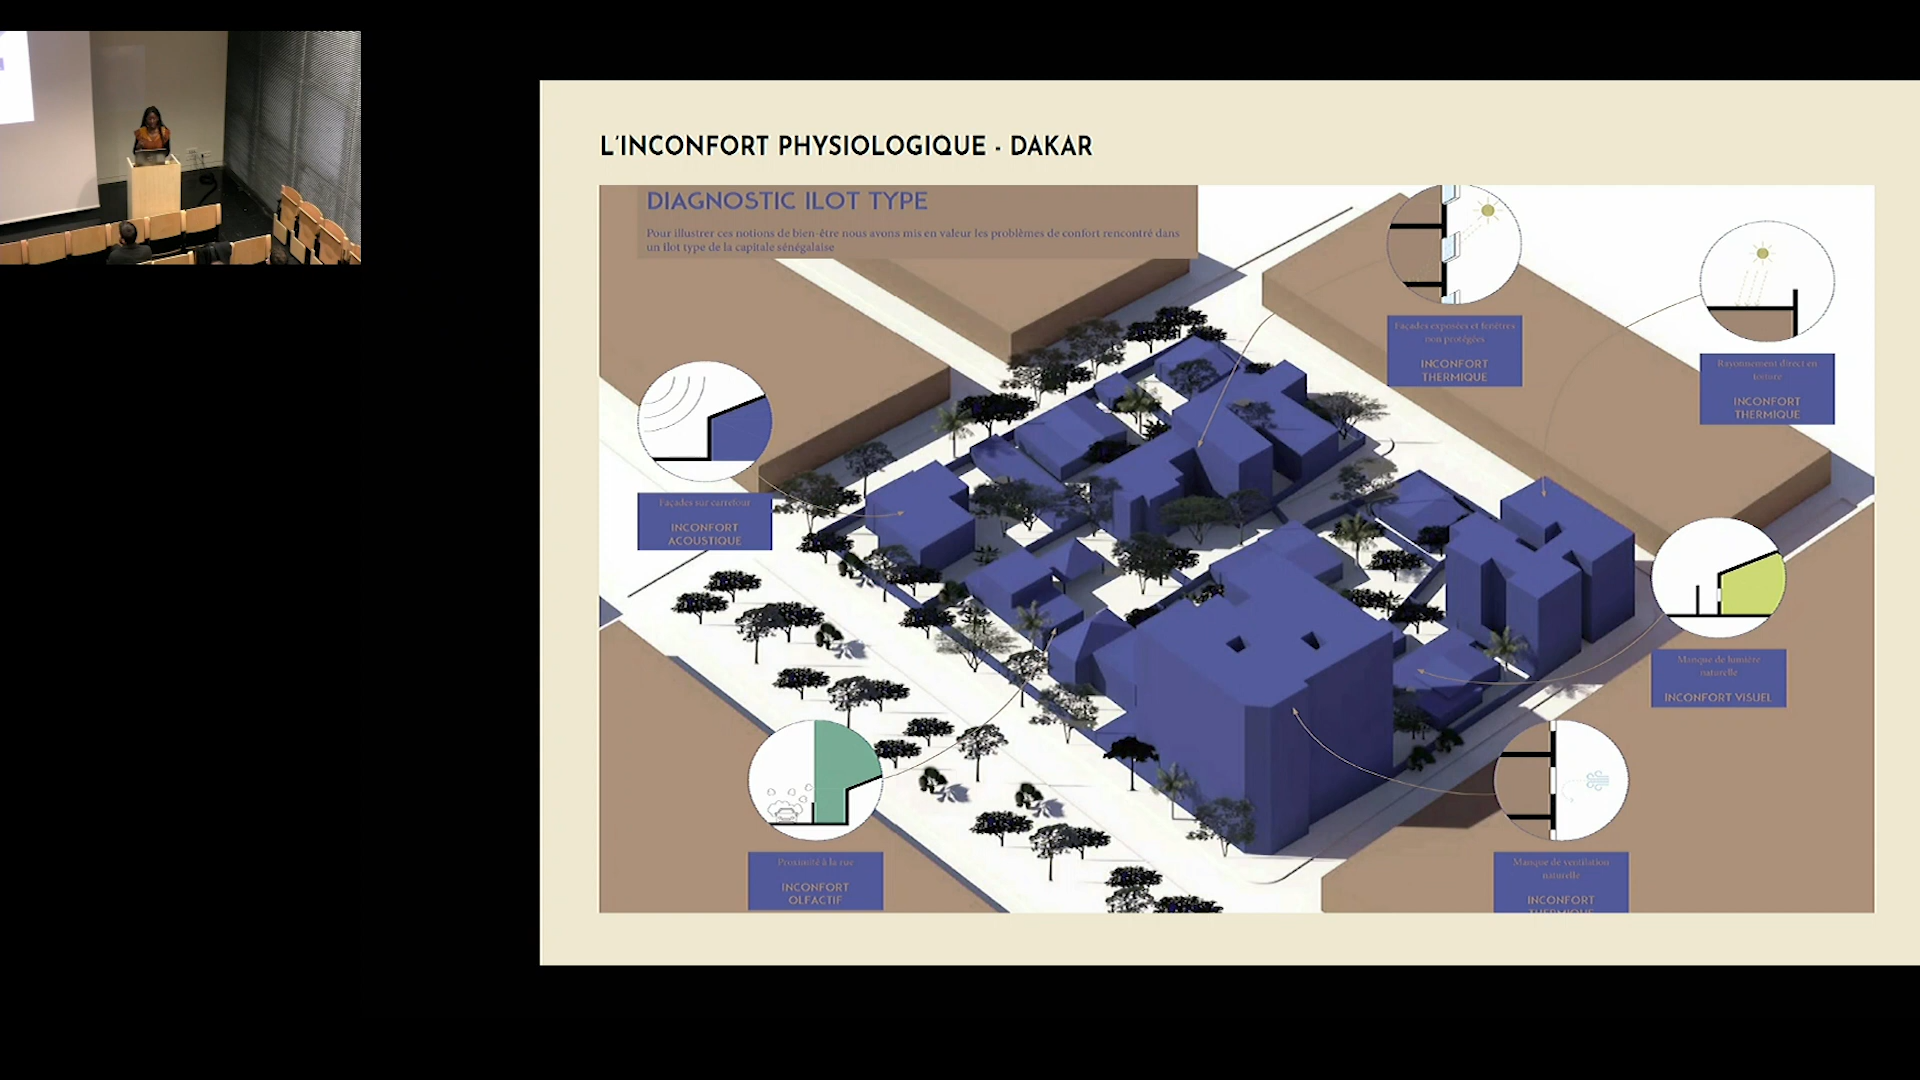 L'INCONFORT PHYSIOLOGIQUE - DAKAR
DIAGNOSTIC ILOT TYPE
Pour illustrer ces notions de bien-être nous avons mis en valeur les problèmes de confort rencontré dans
un ilot type de la capitale sénégalaise
Façades exposées et fenêtres
non protégées
INCONFORT
THERMIQUE
Rayonnement direct en
toiture
INCONFORT
THERMIQUE
Façades sur carrefour
INCONFORT
ACOUSTIQUE
Manque de lumière
naturelle
INCONFORT VISUEL
Proximité à la rue
INCONFORT
OLFACTIF
Manque de ventilation
naturelle
INCONFORT
THERMIQUE